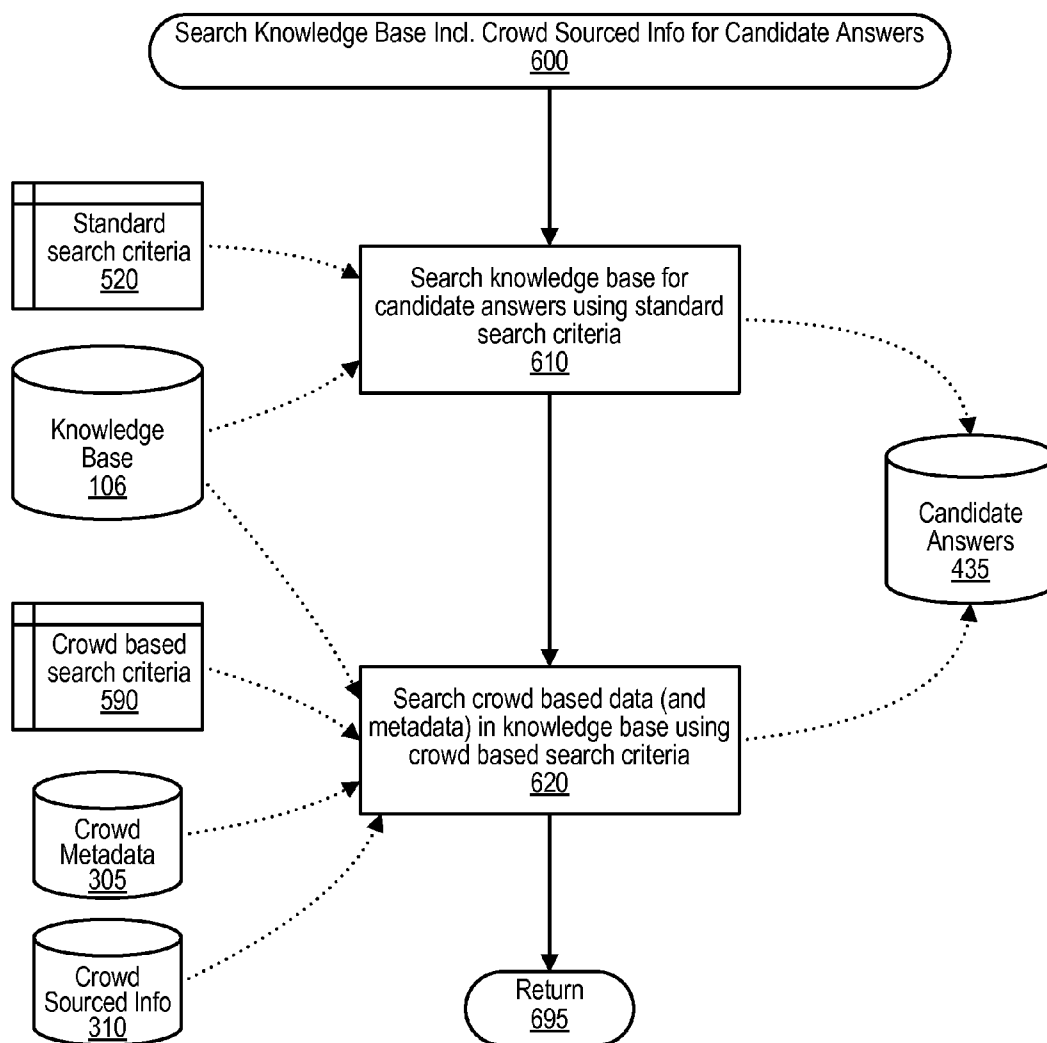 Search Knowledge Base Incl. Crowd Sourced Info for Candidate Answers
600
Standard
search criteria
520
Search knowledge base for
candidate answers using standard
search criteria
610
Knowledge
Base
106
Candidate
Answers
435
Crowd based
search criteria
590
Search crowd based data (and
metadata) in knowledge base using
crowd based search criteria
620
Crowd
Metadata
305
Crowd
Sourced Info
310
Return
695